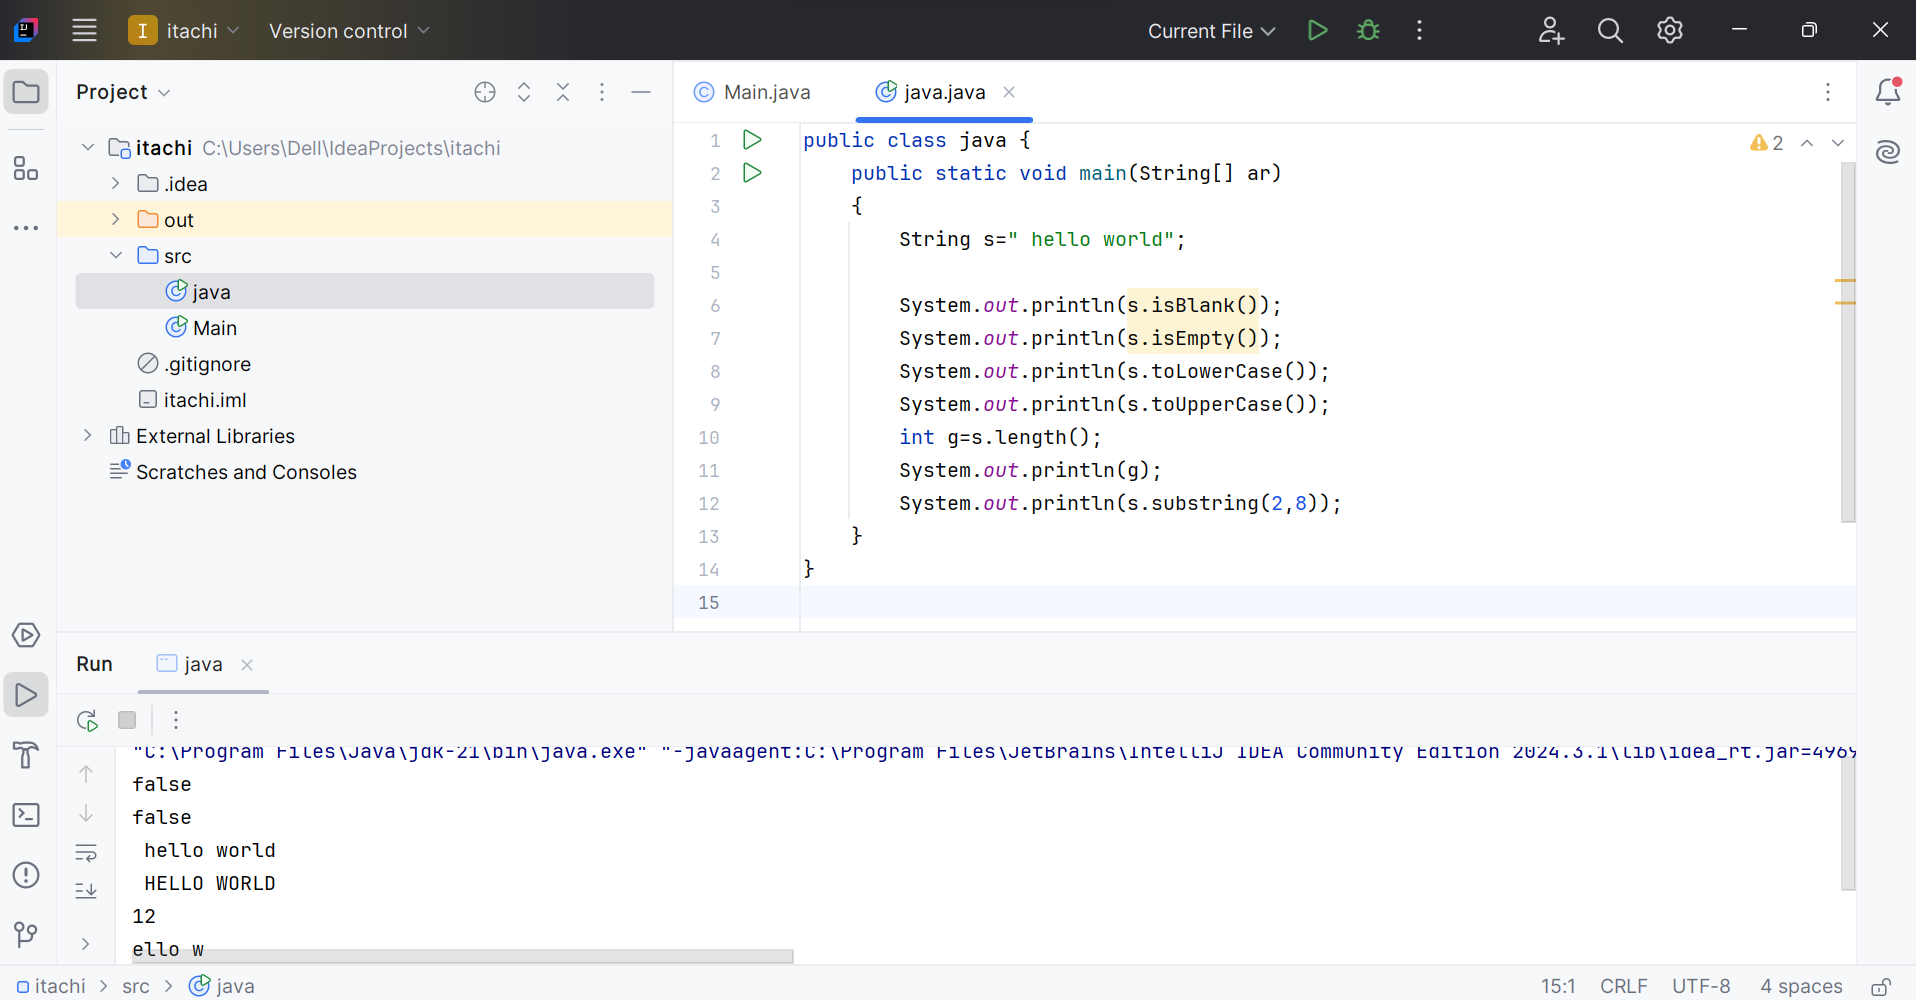 I itachi Version control Current File
Project
Main.java java.java
itachi C:\Users\Dell\IdeaProjects\itachi
.idea
out
src
java
Main
.gitignore
itachi.iml
External Libraries
Scratches and Consoles
2
1 public class java {
2     public static void main(String[] ar)
3     {
4         String s=" hello world";
5
6         System.out.println(s.isBlank());
7         System.out.println(s.isEmpty());
8         System.out.println(s.toLowerCase());
9         System.out.println(s.toUpperCase());
10         int g=s.length();
11         System.out.println(g);
12         System.out.println(s.substring(2,8));
13     }
14 }
15
Run java
"C:\Program Files\Java\jdk-21\bin\java.exe" "-javaagent:C:\Program Files\JetBrains\IntelliJ IDEA Community Edition 2024.3.1\lib\idea_rt.jar=4969
false
false
 hello world
 HELLO WORLD
12
ello w
itachi > src > java 15:1 CRLF UTF-8 4 spaces